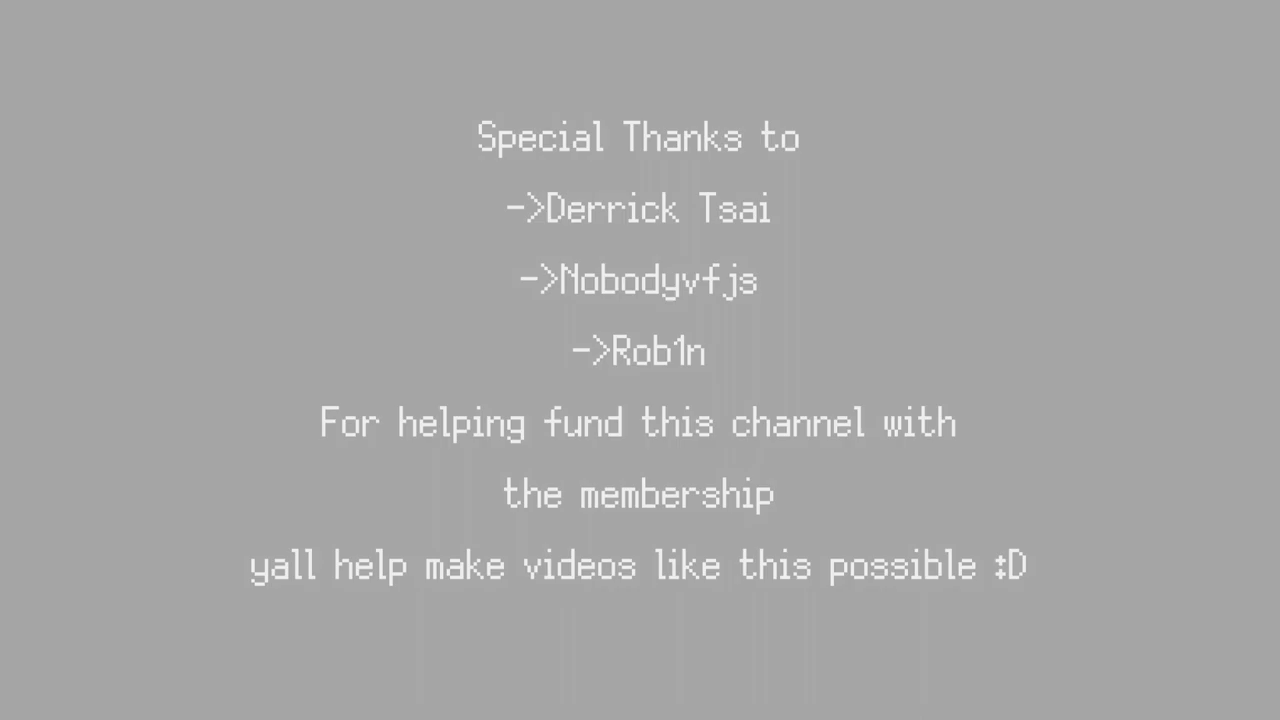 Special Thanks to
->Derrick Tsai
->Nobodyvfjs
->Rob1n
For helping fund this channel with
the membership
yall help make videos like this possible :D